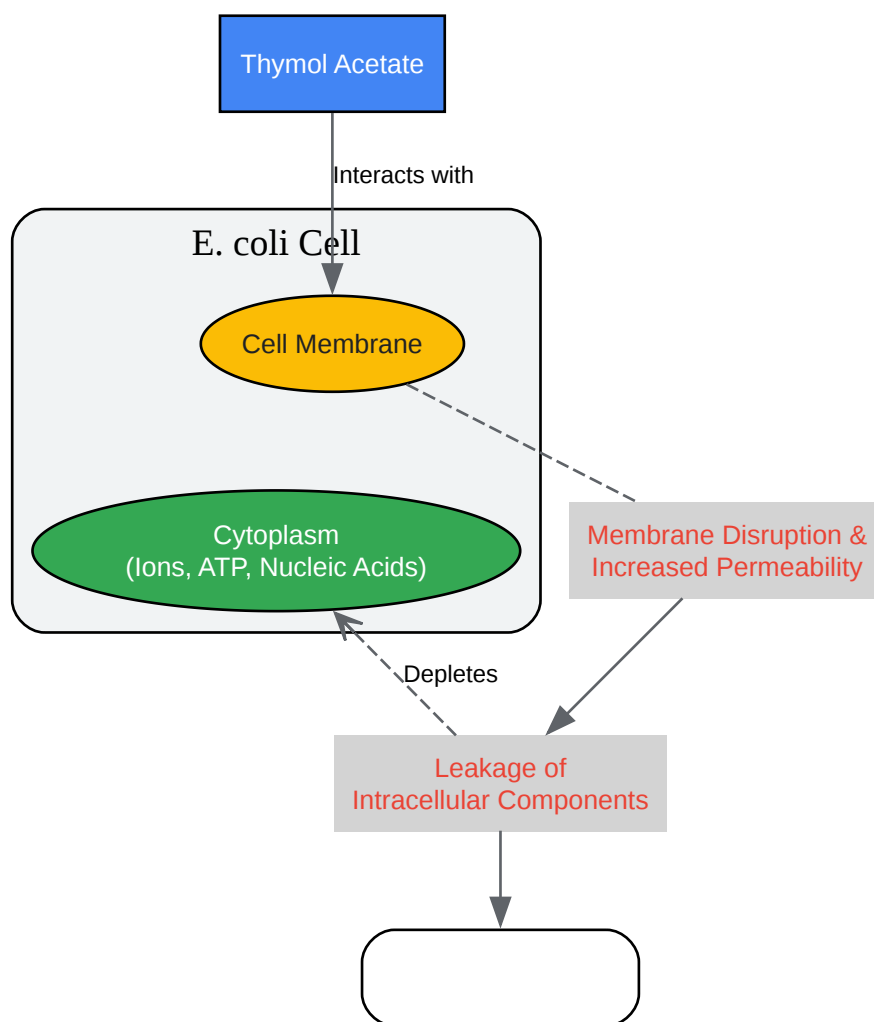 Thymol Acetate
Interacts with
E. coli Cell
Cell Membrane
Cytoplasm
(Ions, ATP, Nucleic Acids)
Membrane Disruption &
Increased Permeability
Depletes
Leakage of
Intracellular Components